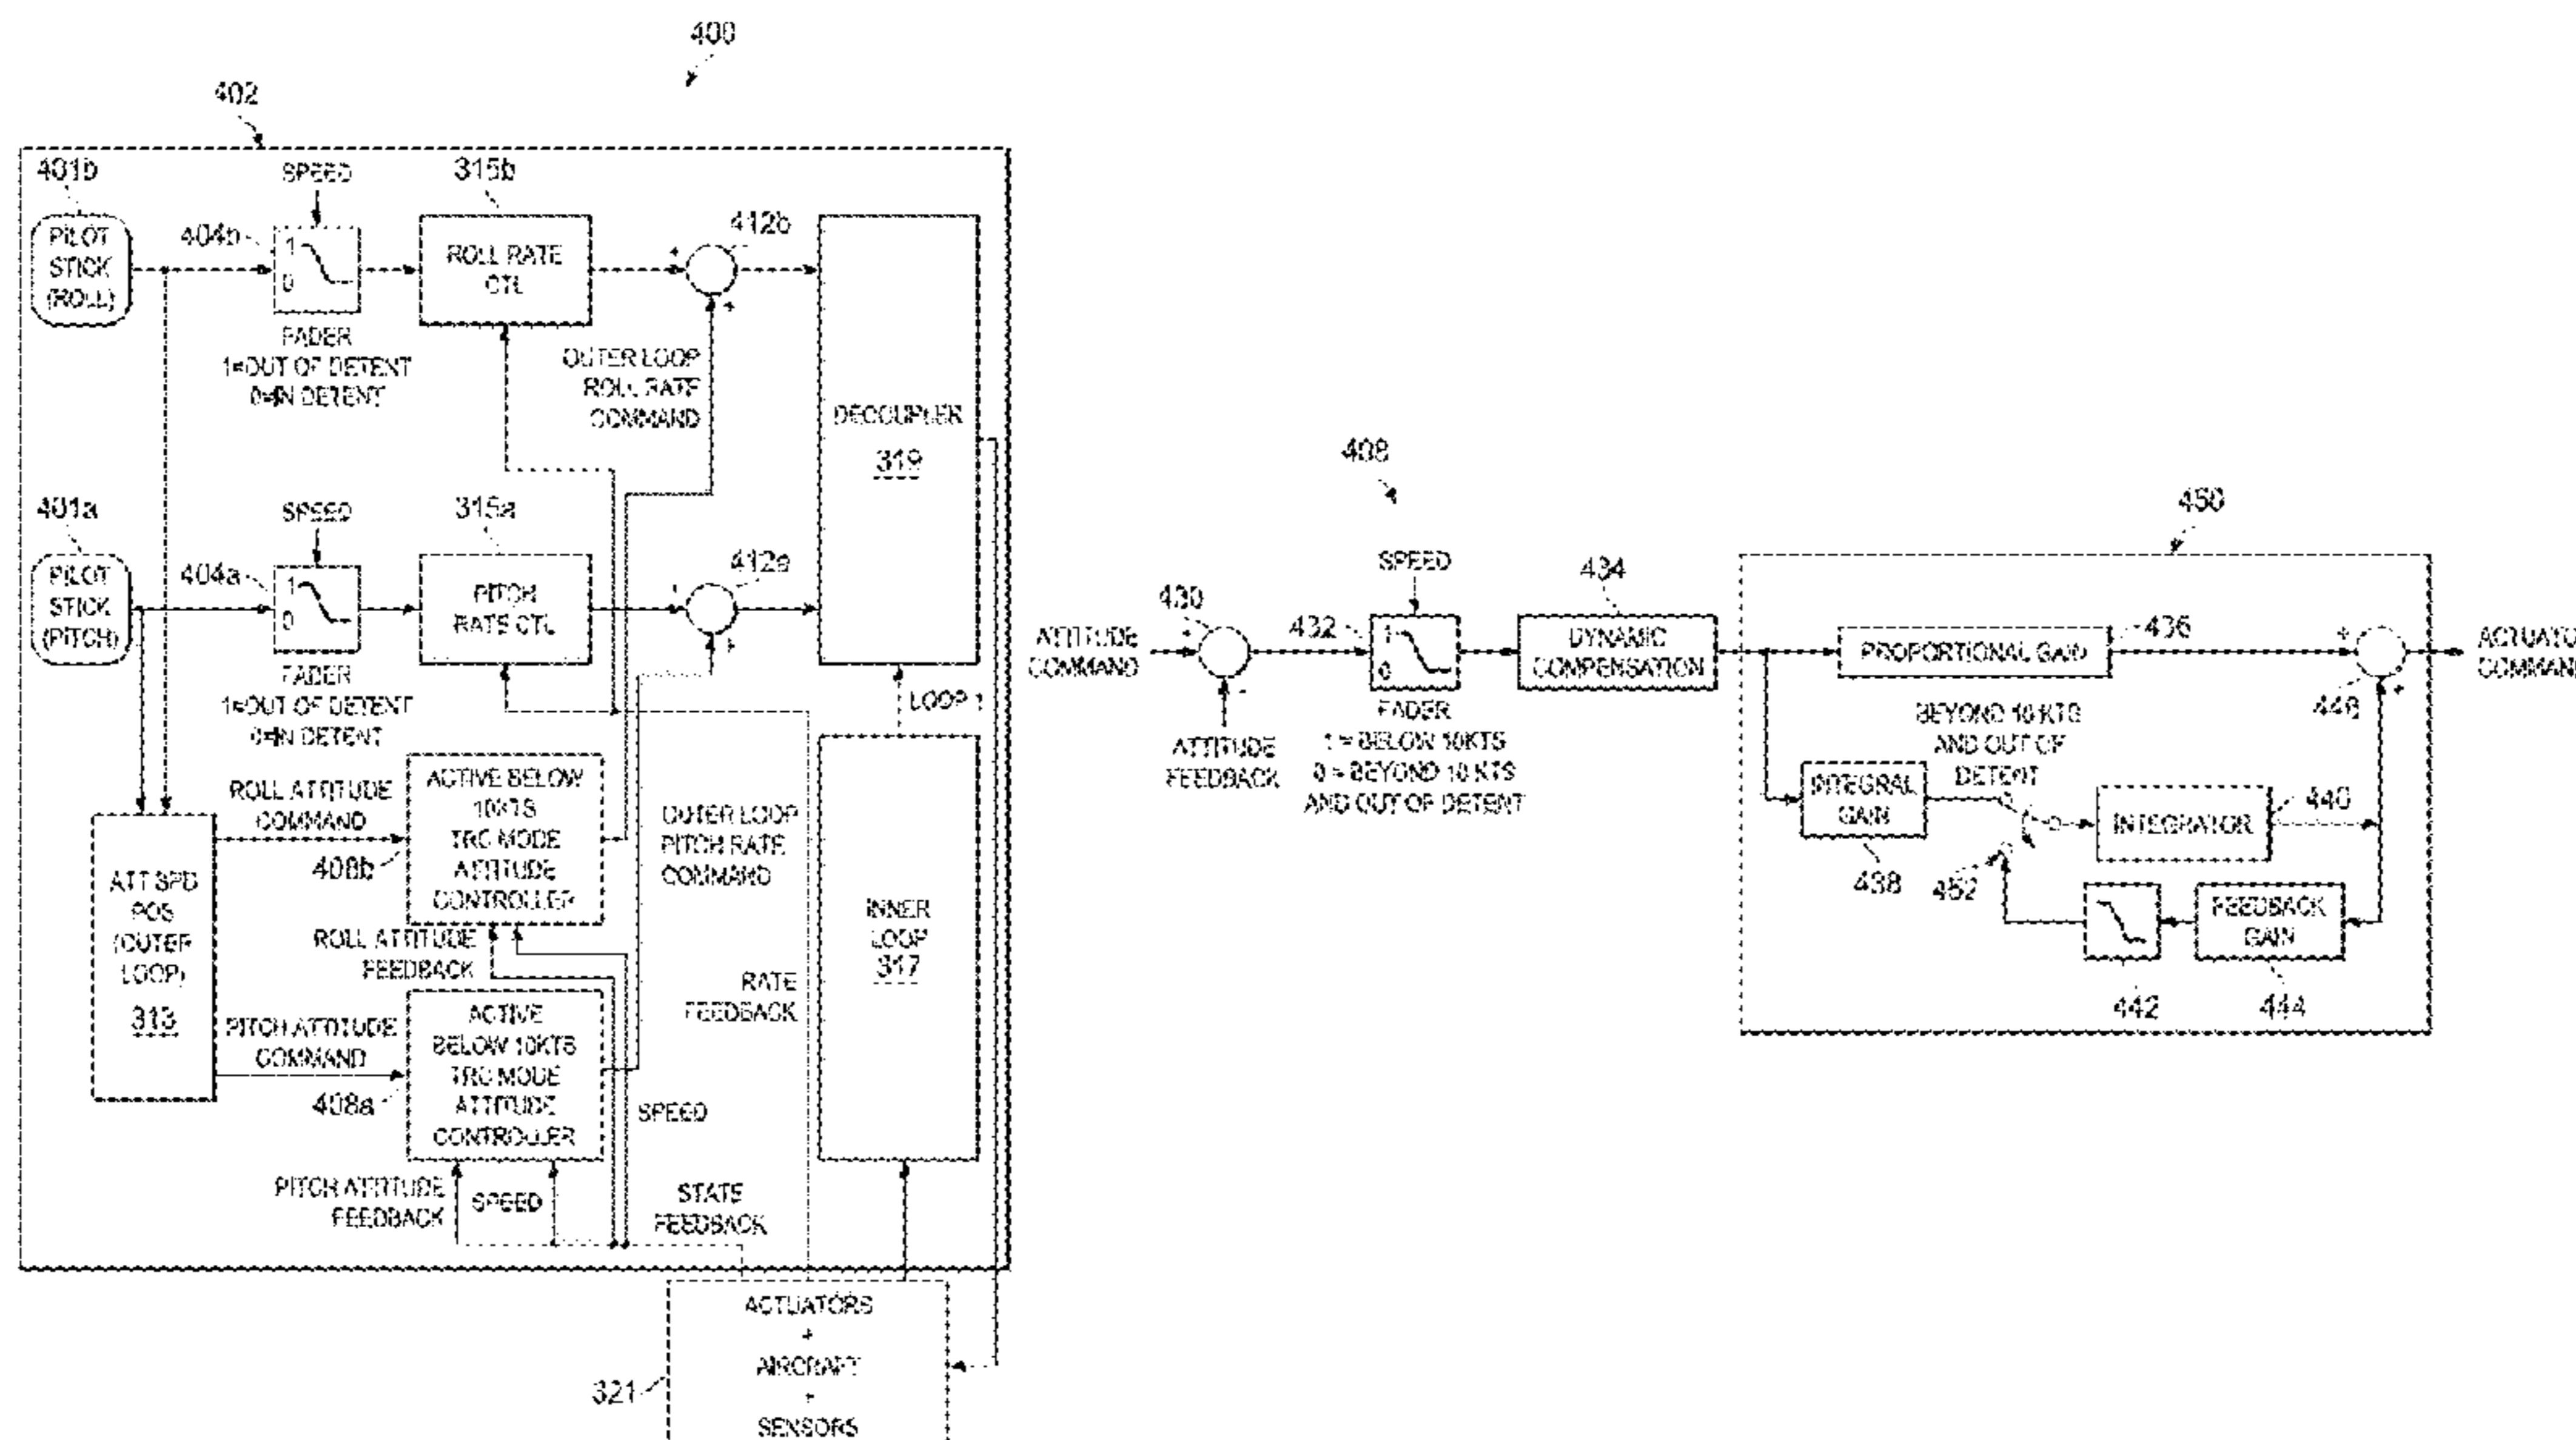 400
402
401b
SPEED
315b
PILOT
STICK
(ROLL)
404b
1
0
ROLL RATE
CTL
+
412b
+
FADER
1=OUT OF DETENT
0=IN DETENT
OUTER LOOP
ROLL RATE
COMMAND
DECOUPLER
319
401a
SPEED
315a
PILOT
STICK
(PITCH)
404a
1
0
PITCH
RATE CTL
+
412a
+
FADER
1=OUT OF DETENT
0=IN DETENT
LOOP 1
ROLL ATTITUDE
COMMAND
408b
ACTIVE BELOW
10KTS
TRC MODE
ATTITUDE
CONTROLLER
OUTER LOOP
PITCH RATE
COMMAND
ATT SPD
POS
(OUTER
LOOP)
313
ROLL ATTITUDE
FEEDBACK
RATE
FEEDBACK
INNER
LOOP
317
PITCH ATTITUDE
COMMAND
408a
ACTIVE
BELOW 10KTS
TRC MODE
ATTITUDE
CONTROLLER
SPEED
PITCH ATTITUDE
FEEDBACK
SPEED
STATE
FEEDBACK
321
ACTUATORS
+
AIRCRAFT
+
SENSORS
408
ATTITUDE
COMMAND
430
+
-
ATTITUDE
FEEDBACK
SPEED
432
1
0
FADER
1 = BELOW 10KTS
0 = BEYOND 10 KTS
AND OUT OF DETENT
434
DYNAMIC
COMPENSATION
450
PROPORTIONAL GAIN
436
+
446
+
BEYOND 10 KTS
AND OUT OF
DETENT
INTEGRAL
GAIN
438
452
INTEGRATOR
440
442
FEEDBACK
GAIN
444
COMMAND